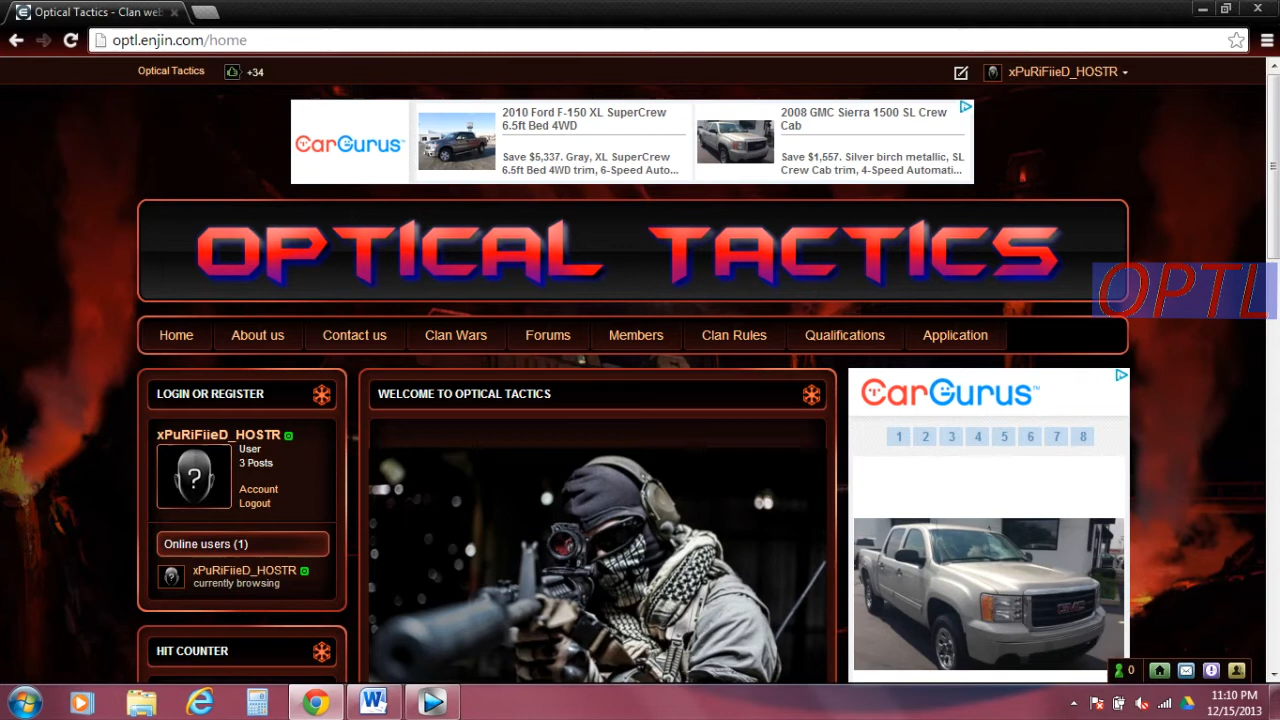 Optical Tactics - Clan web
optl.enjin.com/home
Optical Tactics
+34
xPuRiFiieD_HOSTR
CarGurus
2010 Ford F-150 XL SuperCrew
6.5ft Bed 4WD
Save $5,337. Gray, XL SuperCrew
6.5ft Bed 4WD trim, 6-Speed Auto...
2008 GMC Sierra 1500 SL Crew
Cab
Save $1,557. Silver birch metallic, SL
Crew Cab trim, 4-Speed Automati...
OPTICAL TACTICS
OPTL
Home About us Contact us Clan Wars Forums Members Clan Rules Qualifications Application
LOGIN OR REGISTER
xPuRiFiieD_HOSTR
User
3 Posts
Account
Logout
Online users (1)
xPuRiFiieD_HOSTR
currently browsing
HIT COUNTER
WELCOME TO OPTICAL TACTICS
CarGurus™
1 2 3 4 5 6 7 8
GMC
0
11:10 PM
12/15/2013